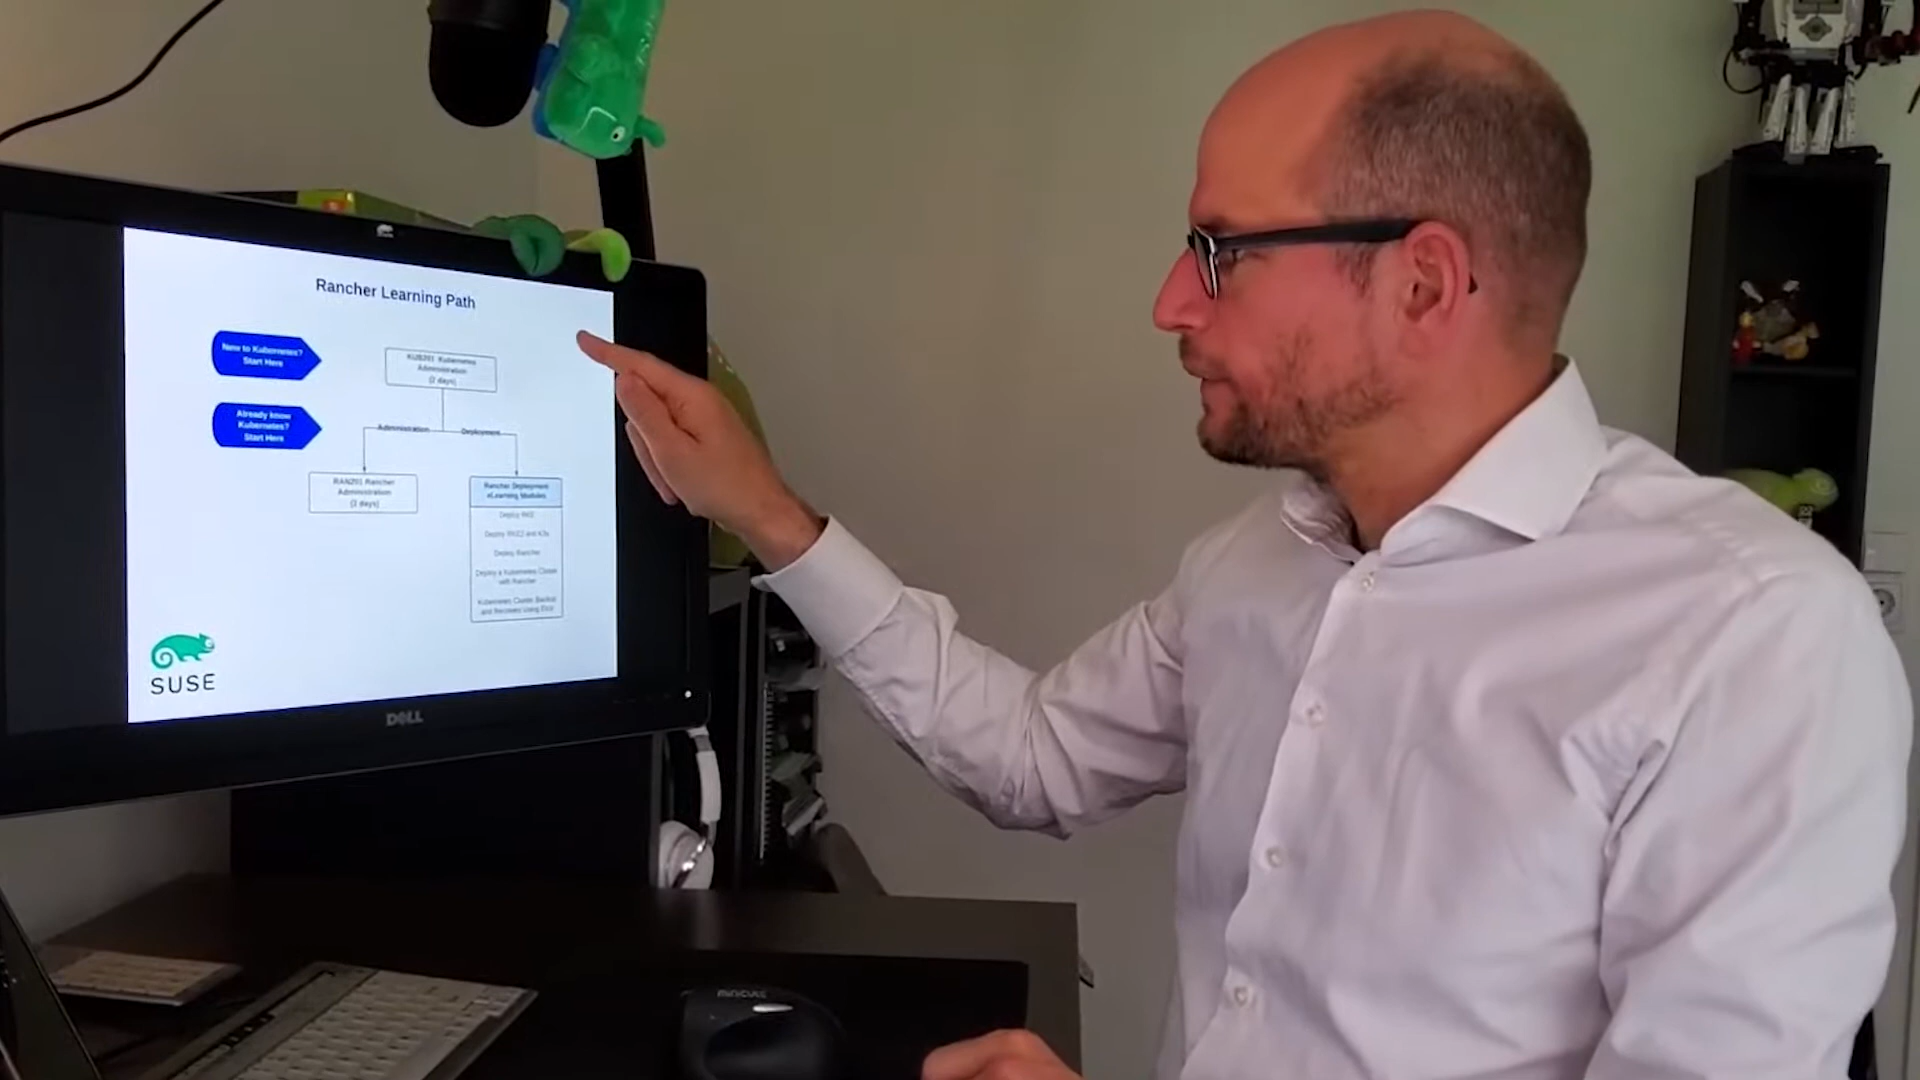 Rancher Learning Path
New to Kubernetes?
Start Here
KUB201 Kubernetes
Administration
(2 days)
Already know
Kubernetes?
Start Here
Administration
Deployment
RAN201 Rancher
Administration
(2 days)
Rancher Deployment
eLearning Modules
Deploy RKE
Deploy RKE2 and K3s
Deploy Rancher
Deploy a Kubernetes Cluster
with Rancher
Kubernetes Cluster Backup
and Recovery Using
SUSE
DELL